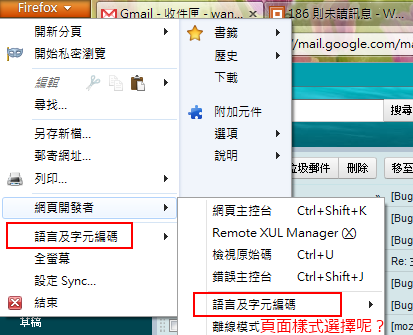 Firefox
Gmail - 收件匣 - wan...
186 則未讀訊息 - W...
/mail.google.com/ma
開新分頁
開始私密瀏覽
編輯
尋找...
另存新檔...
郵寄網址...
列印...
網頁開發者
語言及字元編碼
全螢幕
設定 Sync...
結束
書籤
歷史
下載
附加元件
選項
說明
搜尋
垃圾郵件
刪除
移至
網頁主控台 Ctrl+Shift+K
Remote XUL Manager (X)
檢視原始碼 Ctrl+U
錯誤主控台 Ctrl+Shift+J
語言及字元編碼
離線模式
頁面樣式選擇呢?
[Bug
[Bug
[Bug
Re: 3
[Bug
[Bug
[moz
草稿